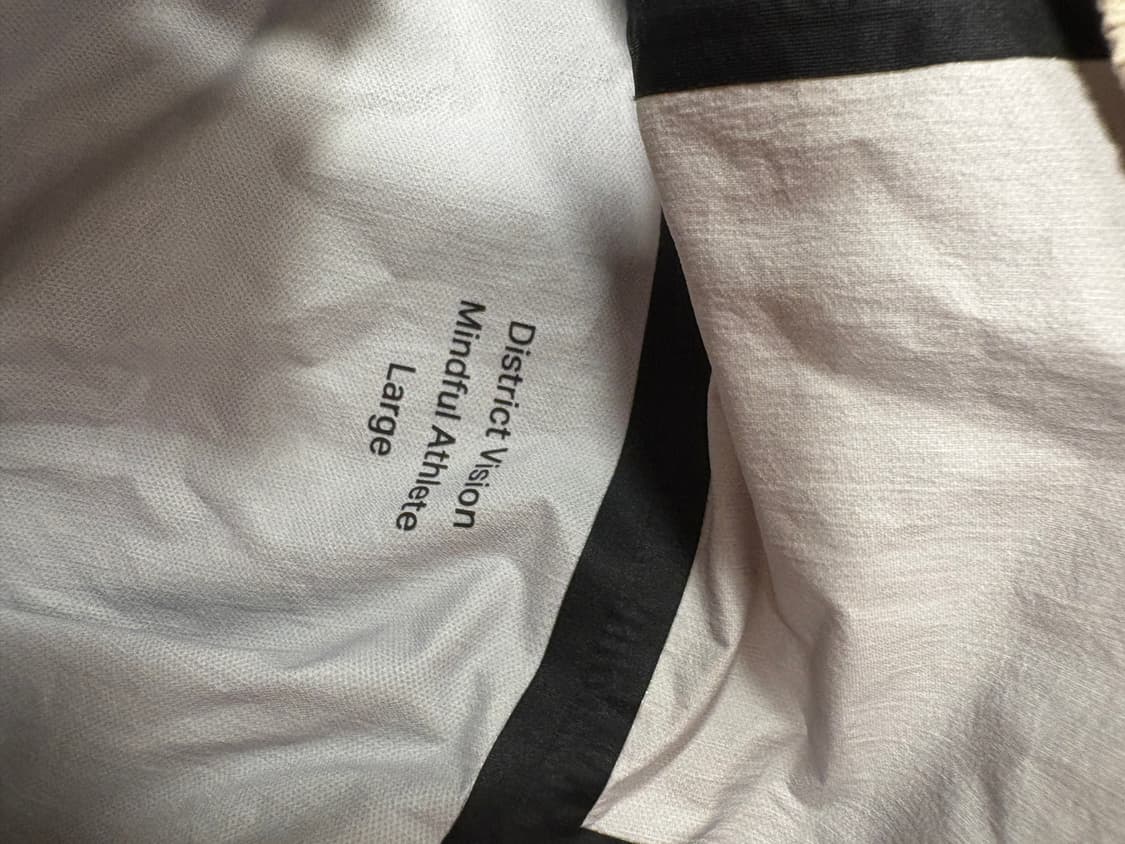 District Vision
Mindful Athlete
Large